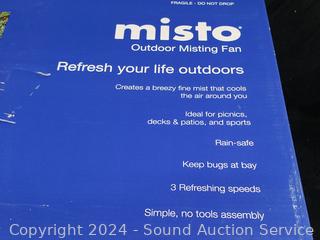 FRAGILE - DO NOT DROP
misto®
Outdoor Misting Fan
Refresh your life outdoors
Creates a breezy fine mist that cools
the air around you
Ideal for picnics,
decks & patios, and sports
Rain-safe
Keep bugs at bay
3 Refreshing speeds
Simple, no tools assembly
Copyright 2024 - Sound Auction Service